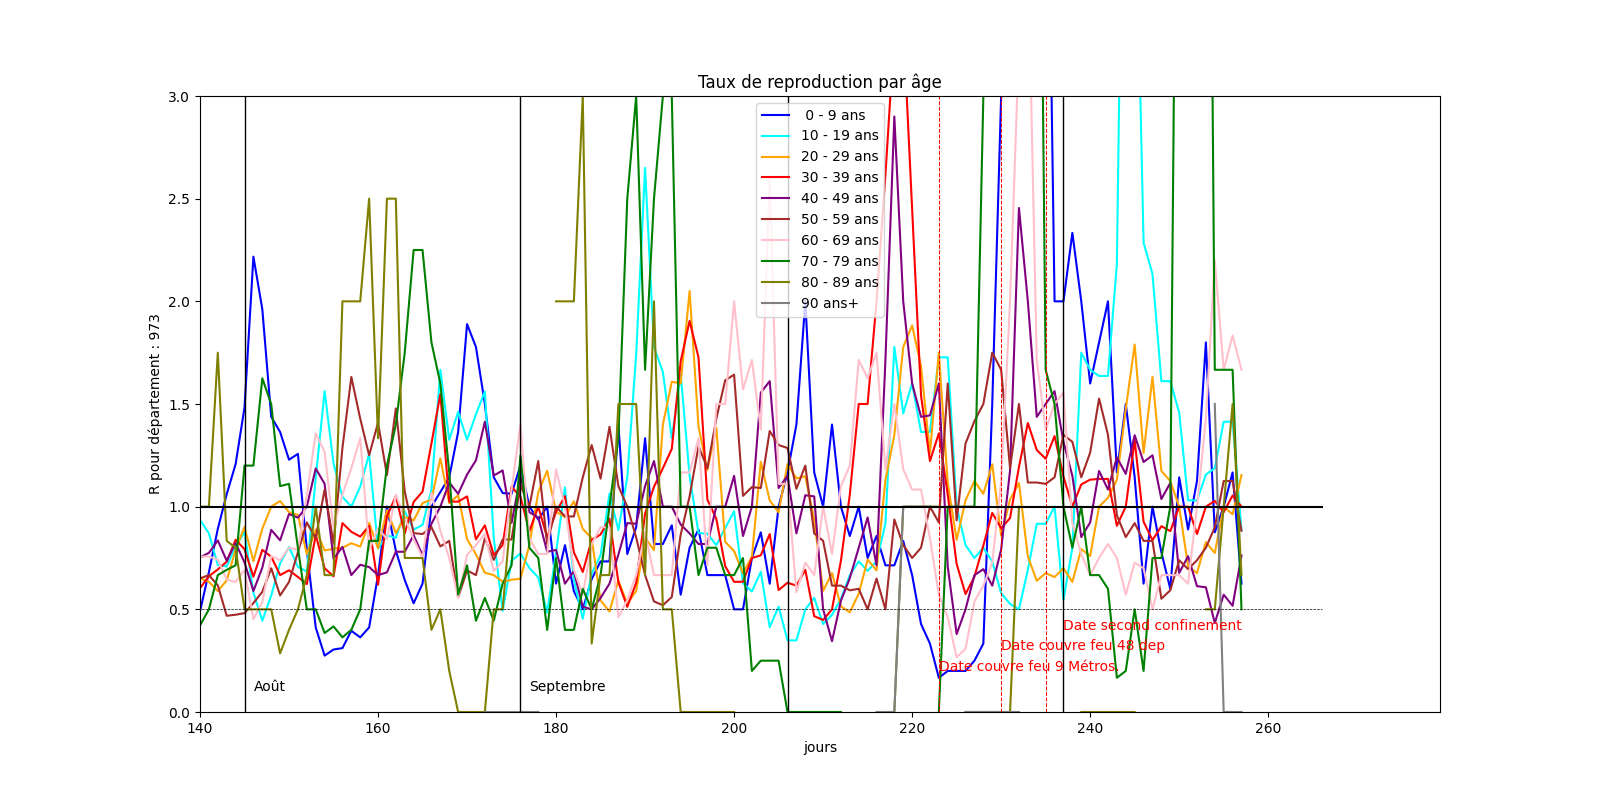 Taux de reproduction par âge
3.0
2.5
2.0
1.5
1.0
0.5
0.0
R pour département : 973
0 - 9 ans
10 - 19 ans
20 - 29 ans
30 - 39 ans
40 - 49 ans
50 - 59 ans
60 - 69 ans
70 - 79 ans
80 - 89 ans
90 ans+
Date second confinement
Date couvre feu 48 dep
Date couvre feu 9 Métros.
Août
Septembre
140
160
180
200
220
240
260
jours